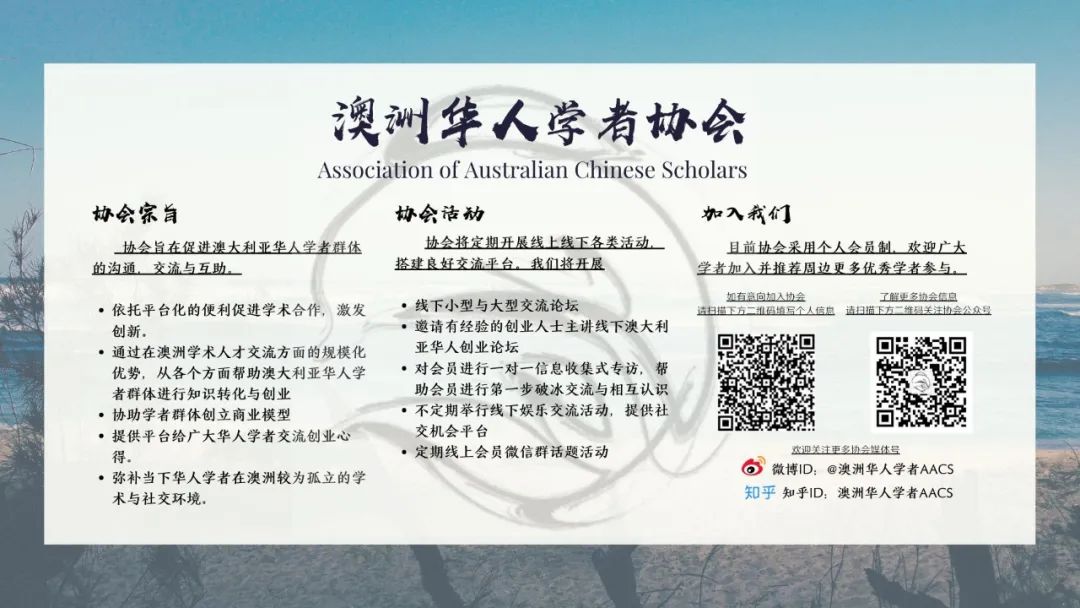 澳洲华人学者协会
Association of Australian Chinese Scholars
协会宗旨
协会旨在促进澳大利亚华人学者群体
的沟通，交流与互助。
• 依托平台化的便利促进学术合作，激发
创新。
• 通过在澳洲学术人才交流方面的规模化
优势，从各个方面帮助澳大利亚华人学
者群体进行知识转化与创业
• 协助学者群体创立商业模型
• 提供平台给广大华人学者交流创业心
得。
• 弥补当下华人学者在澳洲较为孤立的学
术与社交环境。
协会活动
协会将定期开展线上线下各类活动，
搭建良好交流平台。我们将开展
• 线下小型与大型交流论坛
• 邀请有经验的创业人士主讲线下澳大利
亚华人创业论坛
• 对会员进行一对一信息收集式专访，帮
助会员进行第一步破冰交流与相互认识
• 不定期举行线下娱乐交流活动，提供社
交机会平台
• 定期线上会员微信群话题活动
加入我们
目前协会采用个人会员制，欢迎广大
学者加入并推荐周边更多优秀学者参与。
如有意向加入协会
请扫描下方二维码填写个人信息
了解更多协会信息
请扫描下方二维码关注协会公众号
欢迎关注更多协会媒体号
微博ID：@澳洲华人学者AACS
知乎 知乎ID：澳洲华人学者AACS